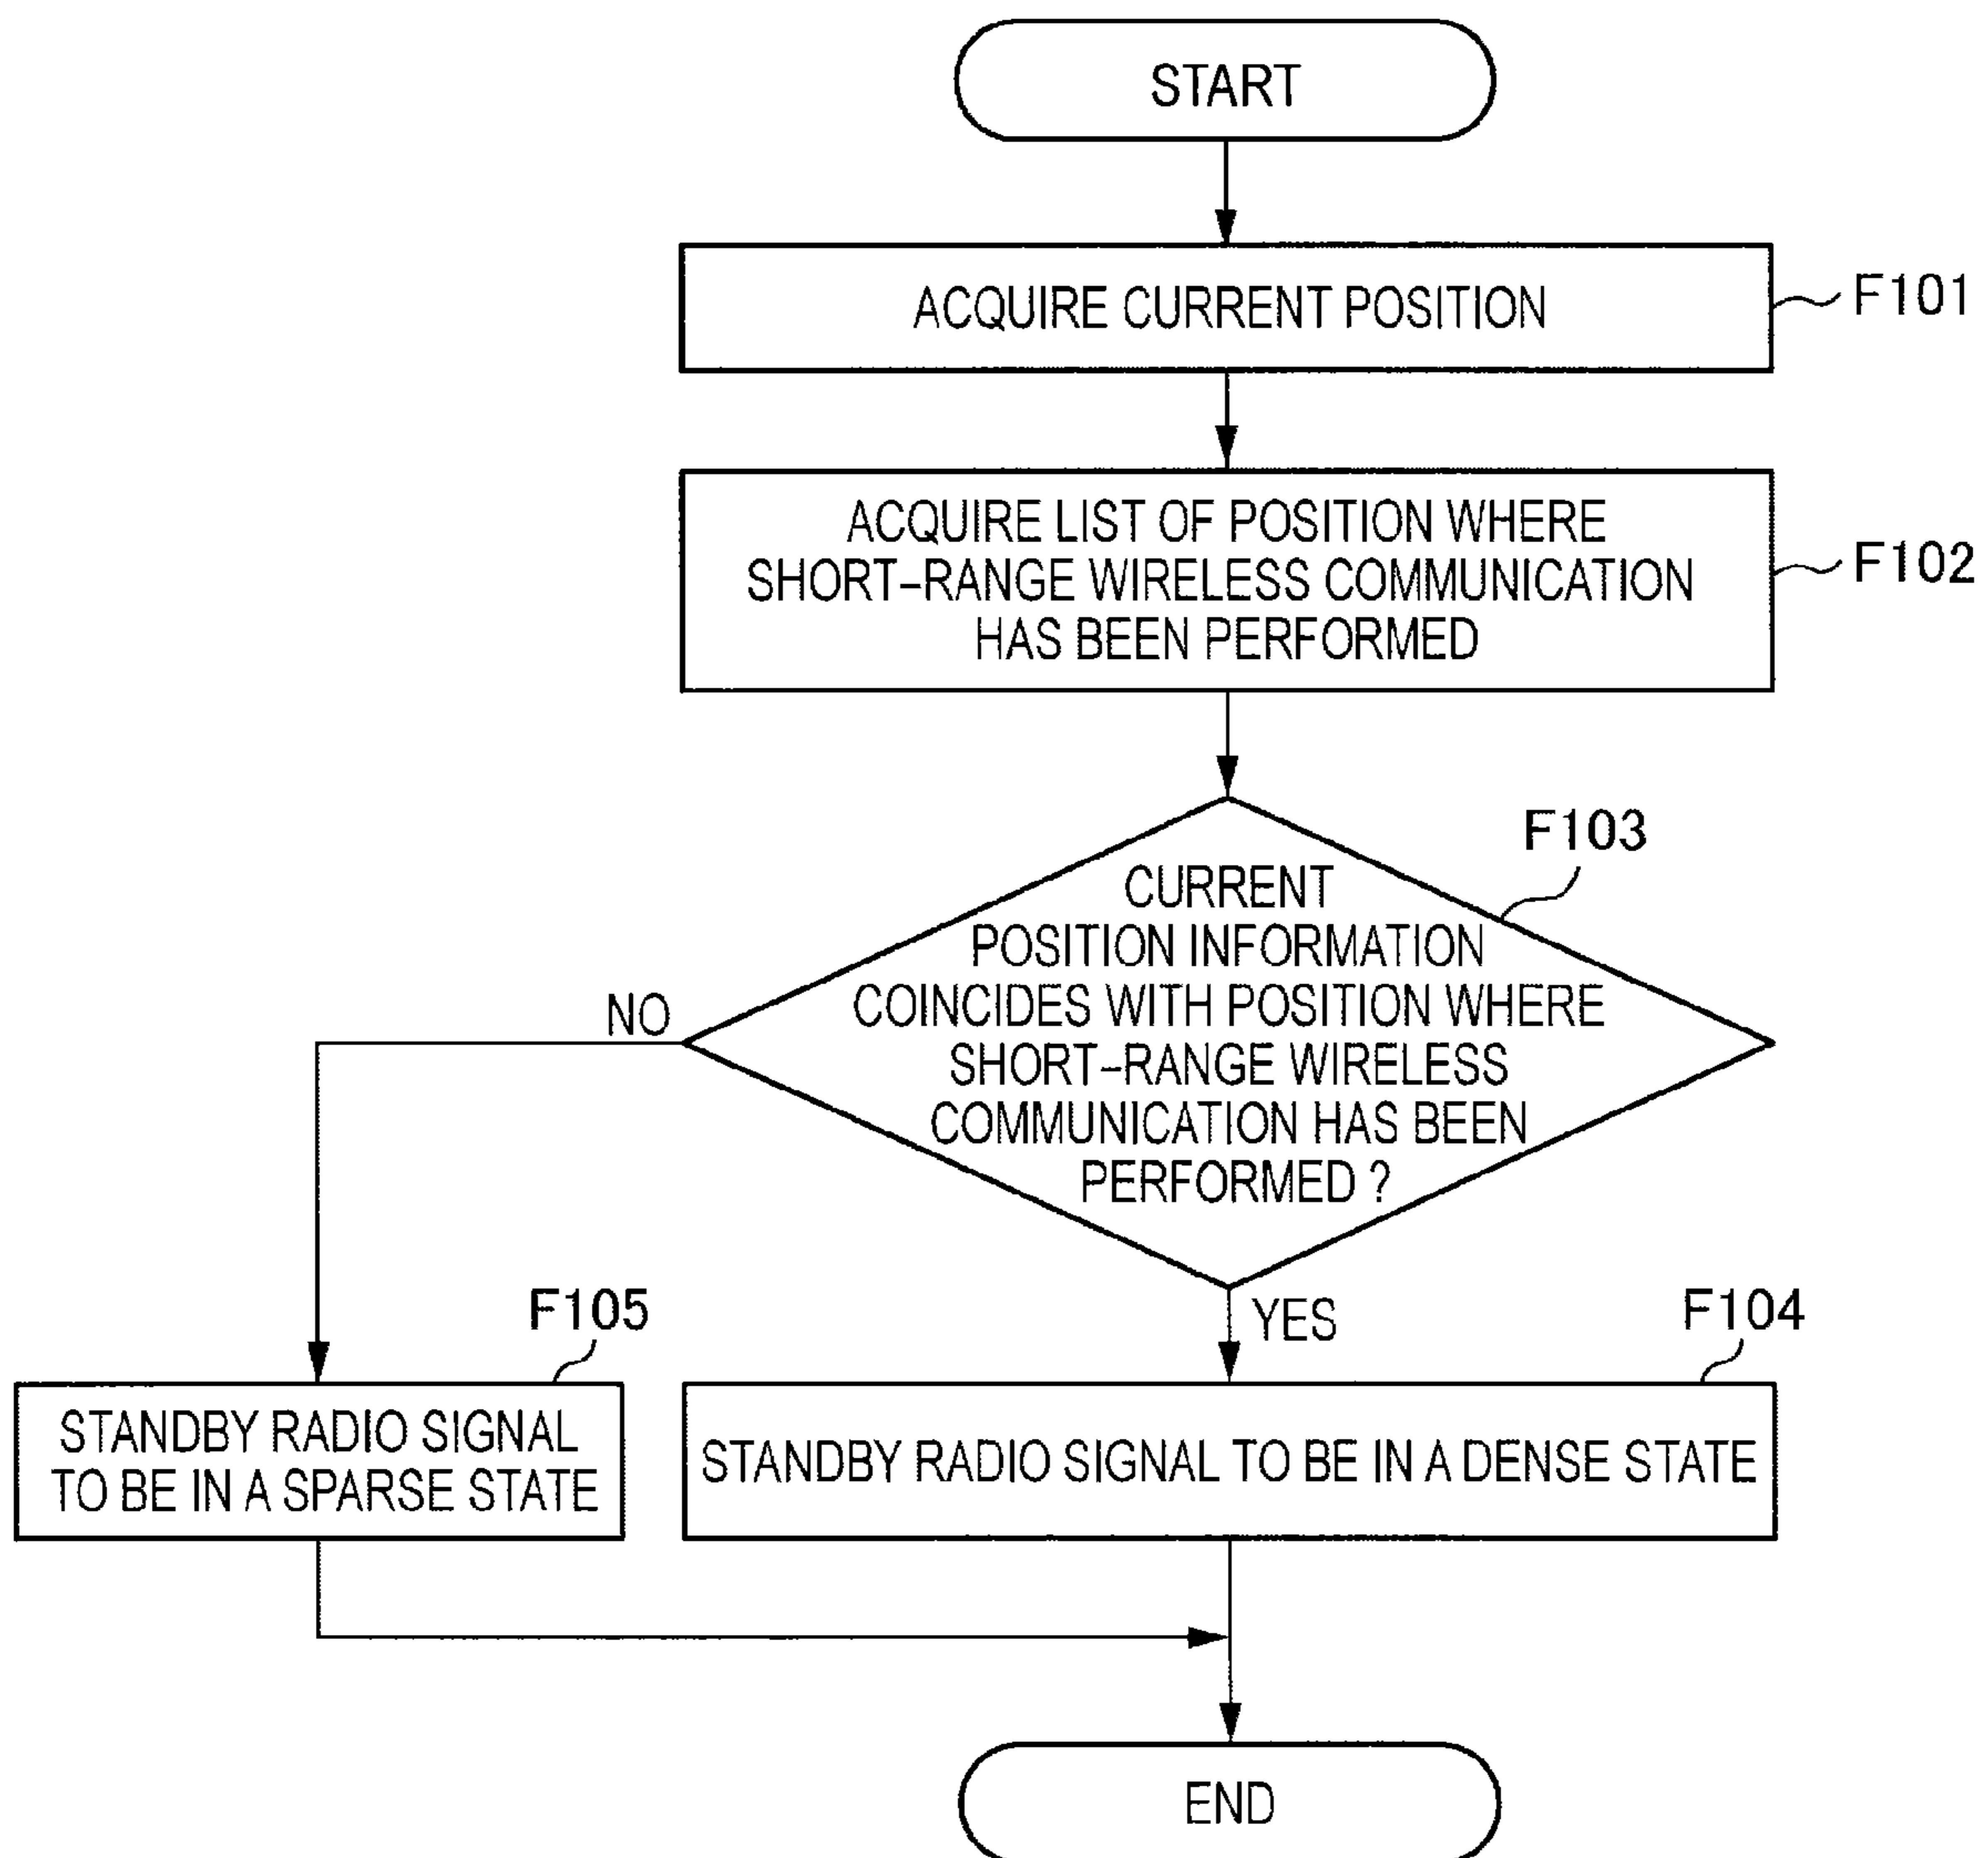 START
ACQUIRE CURRENT POSITION
F101
ACQUIRE LIST OF POSITION WHERE
SHORT-RANGE WIRELESS COMMUNICATION
HAS BEEN PERFORMED
F102
F103
CURRENT
POSITION INFORMATION
COINCIDES WITH POSITION WHERE
SHORT-RANGE WIRELESS
COMMUNICATION HAS BEEN
PERFORMED ?
NO
YES
F105
STANDBY RADIO SIGNAL
TO BE IN A SPARSE STATE
F104
STANDBY RADIO SIGNAL TO BE IN A DENSE STATE
END